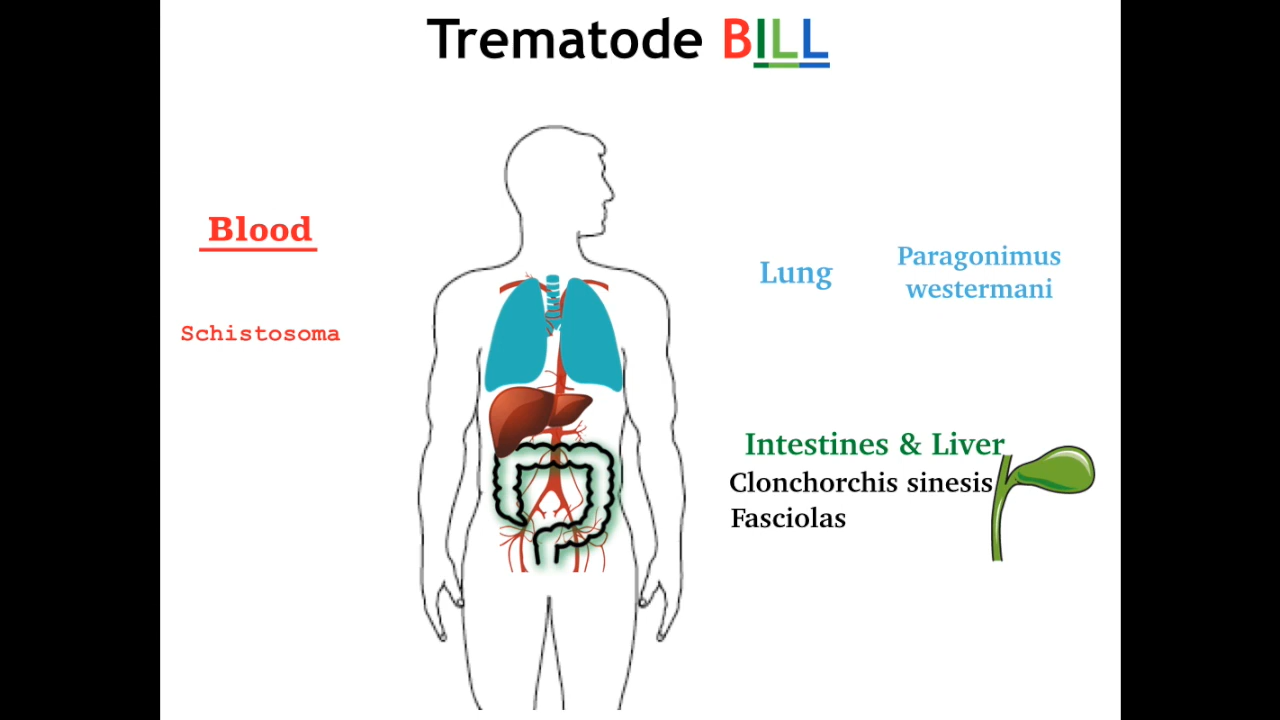 Trematode BILL
Blood
Schistosoma
Lung
Paragonimus
westermani
Intestines & Liver
Clonchorchis sinesis
Fasciolas